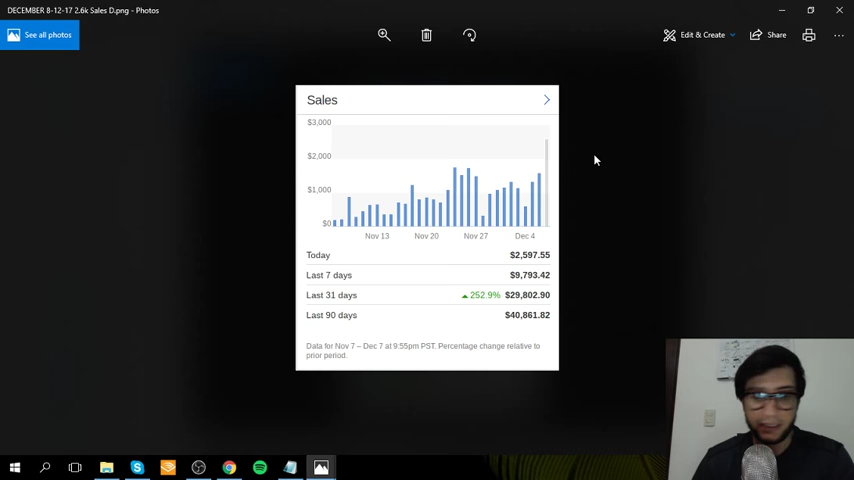 DECEMBER 8-12-17 2.6k Sales D.png - Photos
See all photos
Edit & Create
Share
Sales
$3,000
$2,000
$1,000
$0
Nov 13 Nov 20 Nov 27 Dec 4
Today $2,597.55
Last 7 days $9,793.42
Last 31 days 252.9% $29,802.90
Last 90 days $40,861.82
Data for Nov 7 – Dec 7 at 9:55pm PST. Percentage change relative to
prior period.